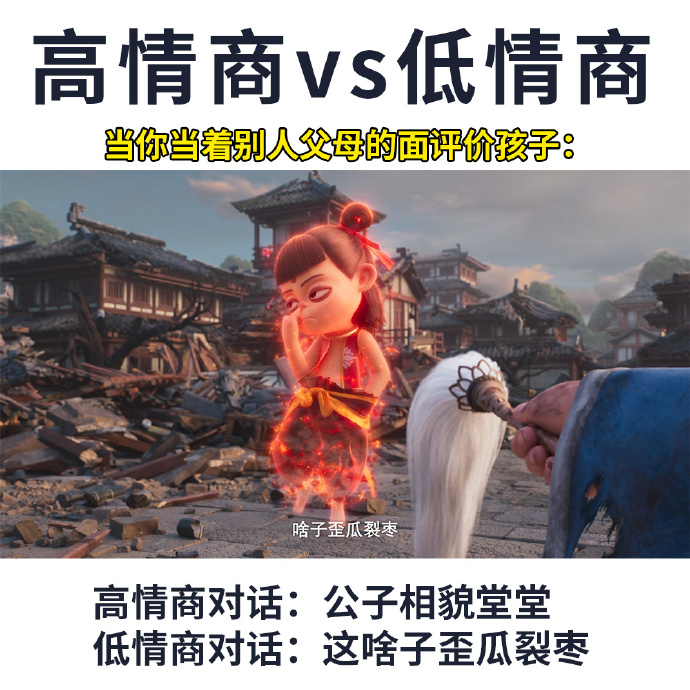 高情商vs低情商
当你当着别人父母的面评价孩子：
啥子歪瓜裂枣
高情商对话：公子相貌堂堂
低情商对话：这啥子歪瓜裂枣